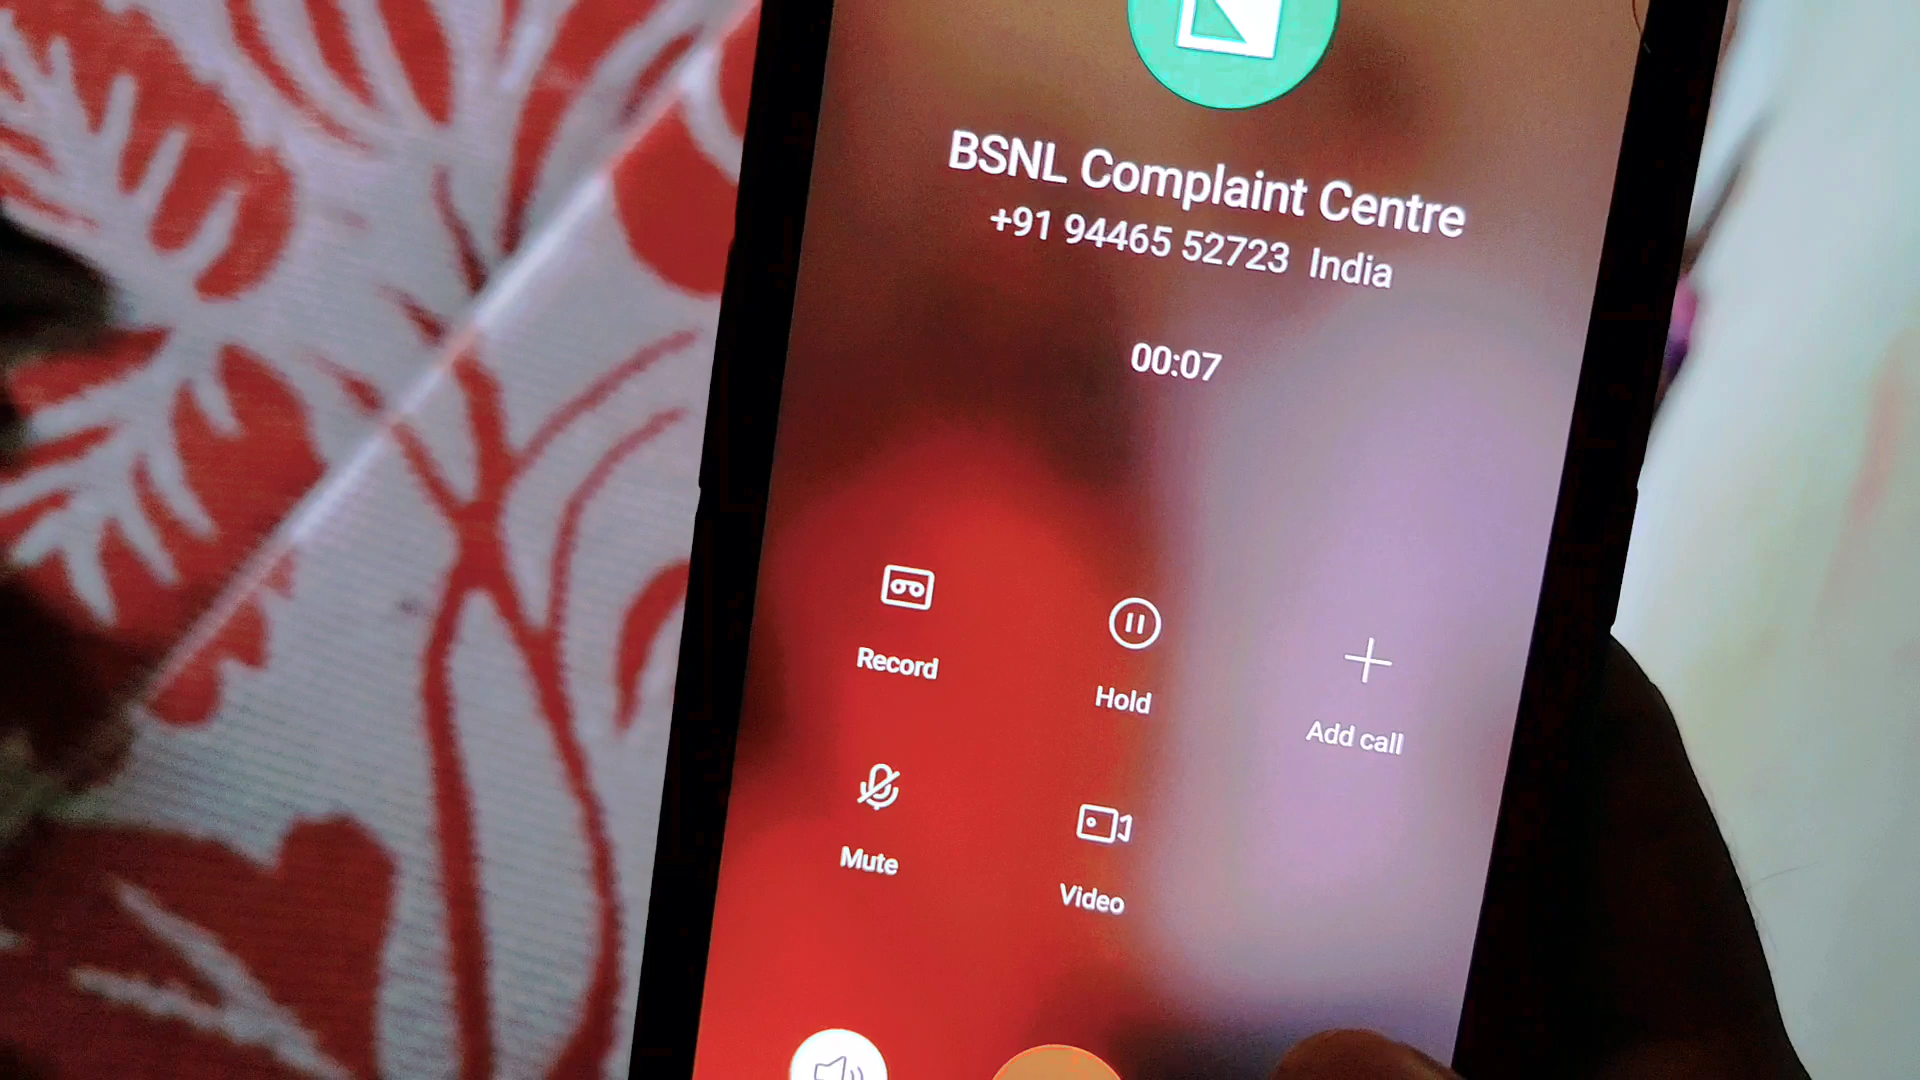 BSNL Complaint Centre
+91 94465 52723 India
00:07
Record
Hold
Add call
Mute
Video